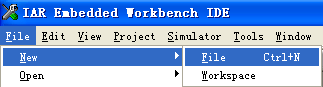 IAR Embedded Workbench IDE
File Edit View Project Simulator Tools Window
New File Ctrl+N
Open Workspace